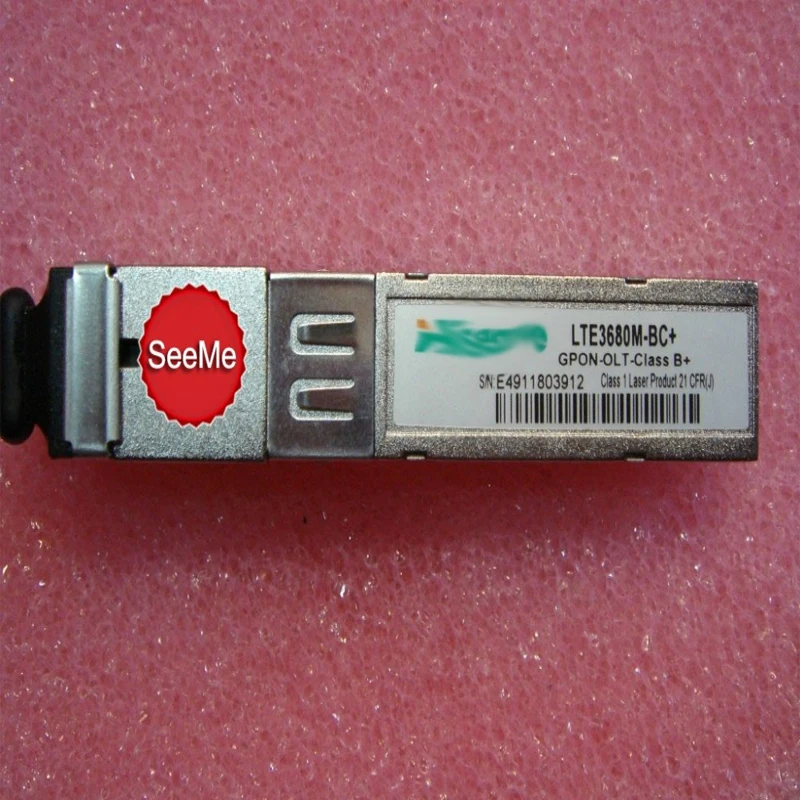 SeeMe
LTE3680M-BC+
GPON-OLT-Class B+
S/N:E4911803912 Class 1 Laser Product 21 CFR(J)